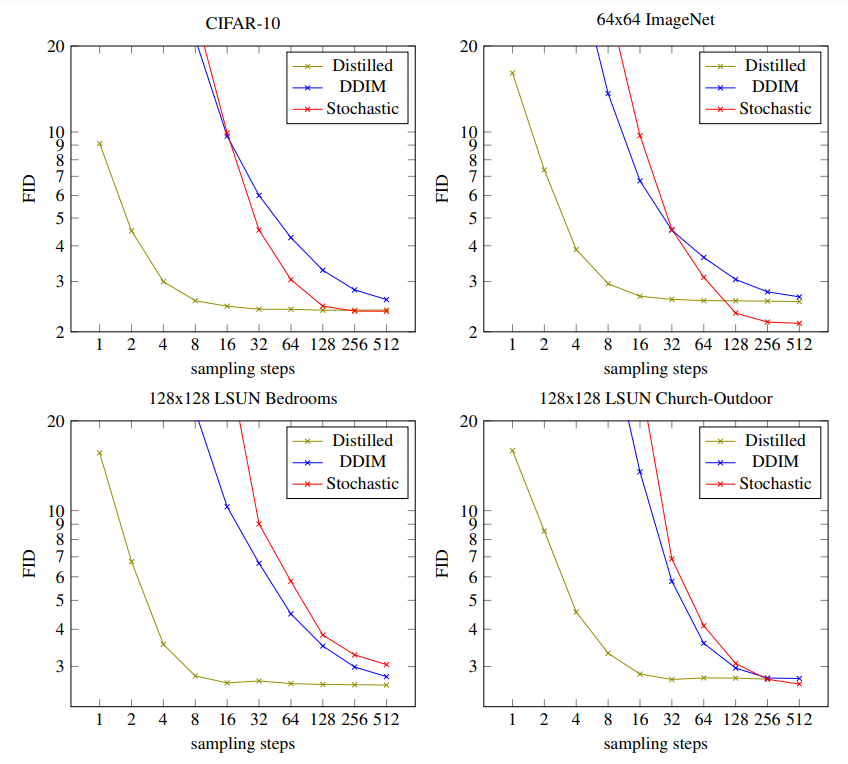 CIFAR-10
20
10
9
8
7
6
5
4
3
2
FID
Distilled
DDIM
Stochastic
1 2 4 8 16 32 64 128 256 512
sampling steps
64x64 ImageNet
20
10
9
8
7
6
5
4
3
2
FID
Distilled
DDIM
Stochastic
1 2 4 8 16 32 64 128 256 512
sampling steps
128x128 LSUN Bedrooms
20
10
9
8
7
6
5
4
3
FID
Distilled
DDIM
Stochastic
1 2 4 8 16 32 64 128 256 512
sampling steps
128x128 LSUN Church-Outdoor
20
10
9
8
7
6
5
4
3
FID
Distilled
DDIM
Stochastic
1 2 4 8 16 32 64 128 256 512
sampling steps